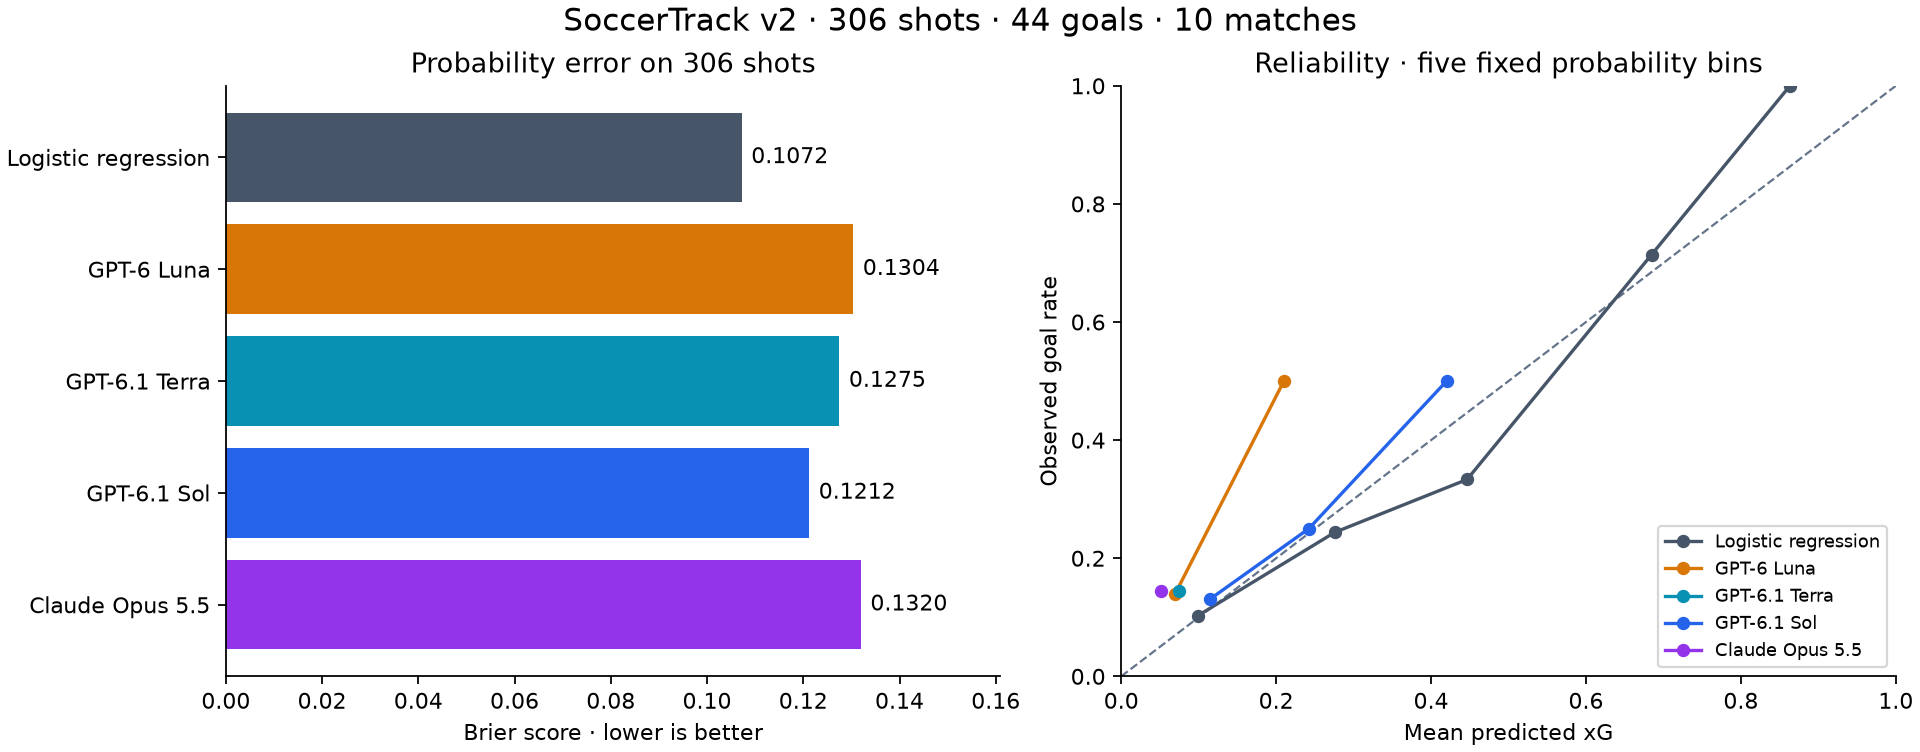 SoccerTrack v2 · 306 shots · 44 goals · 10 matches
Probability error on 306 shots
Logistic regression
0.1072
GPT-6 Luna
0.1304
GPT-6.1 Terra
0.1275
GPT-6.1 Sol
0.1212
Claude Opus 5.5
0.1320
0.00 0.02 0.04 0.06 0.08 0.10 0.12 0.14 0.16
Brier score · lower is better
Reliability · five fixed probability bins
Observed goal rate
1.0
0.8
0.6
0.4
0.2
0.0
Logistic regression
GPT-6 Luna
GPT-6.1 Terra
GPT-6.1 Sol
Claude Opus 5.5
0.0 0.2 0.4 0.6 0.8 1.0
Mean predicted xG